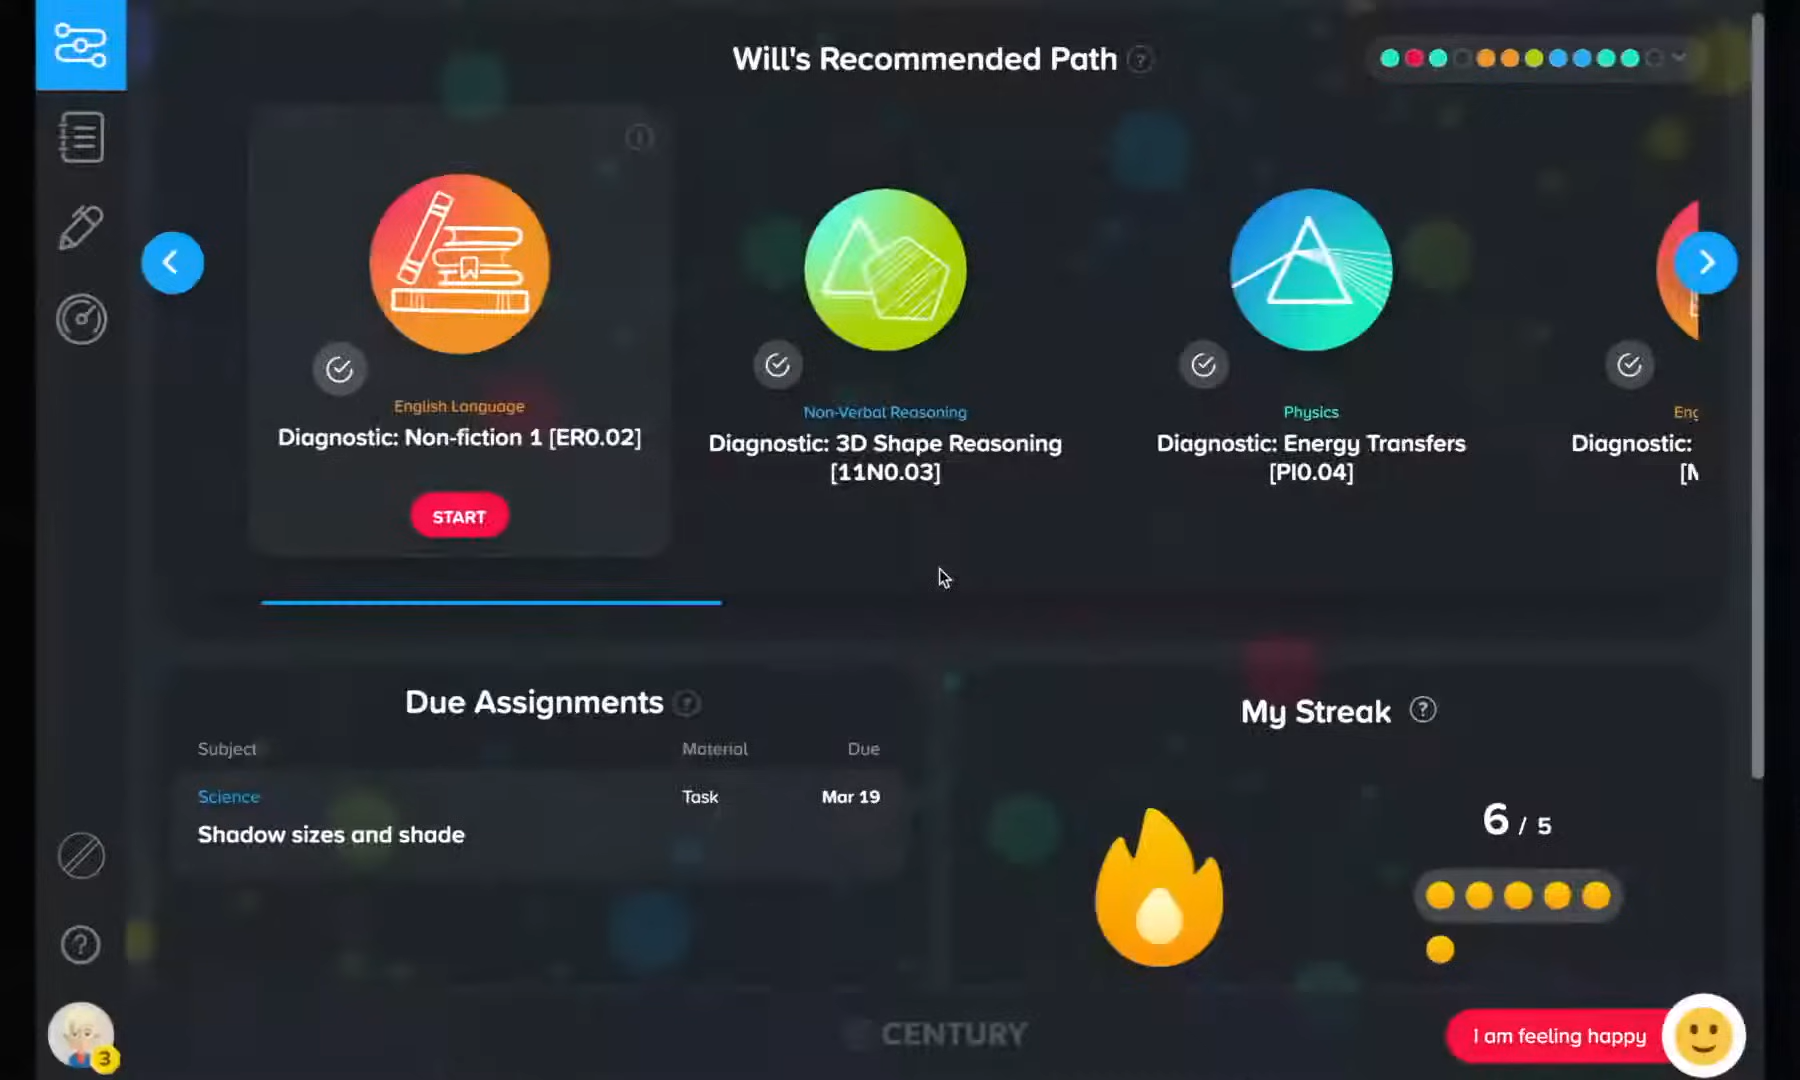 Will's Recommended Path ?
English Language
Diagnostic: Non-fiction 1 [ER0.02]
START
Non-Verbal Reasoning
Diagnostic: 3D Shape Reasoning
[11N0.03]
Physics
Diagnostic: Energy Transfers
[PI0.04]
Eng
Diagnostic:
Due Assignments ?
Subject
Material
Due
Science
Task
Mar 19
Shadow sizes and shade
My Streak ?
6 / 5
?
3
CENTURY
I am feeling happy